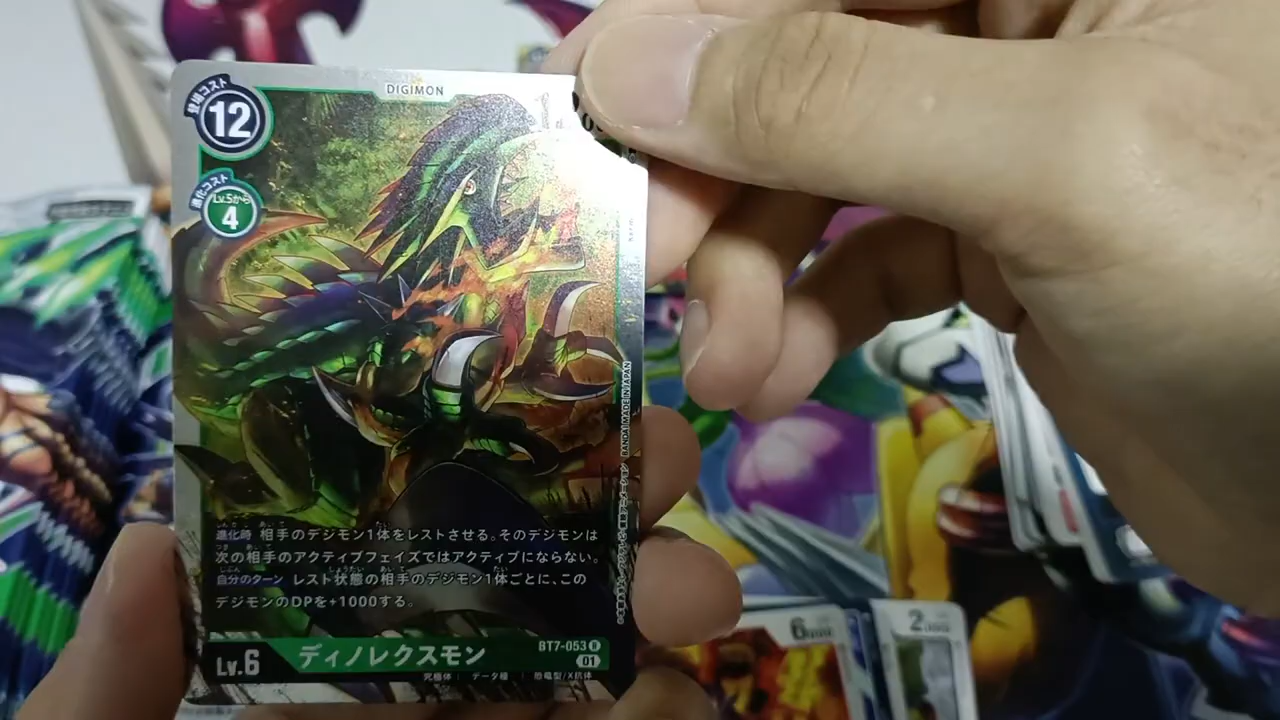 DIGIMON
登場コスト
12
進化コスト
Lv.5から
4
BANDAI MADE IN JAPAN
進化時 相手のデジモン1体をレストさせる。そのデジモンは
次の相手のアクティブフェイズではアクティブにならない。
自分のターン レスト状態の相手のデジモン1体ごとに、この
デジモンのDPを+1000する。
BT7-053 R
01
Lv.6 ディノレクスモン
究極体 | データ種 | 恐竜型/X抗体
6000
2000